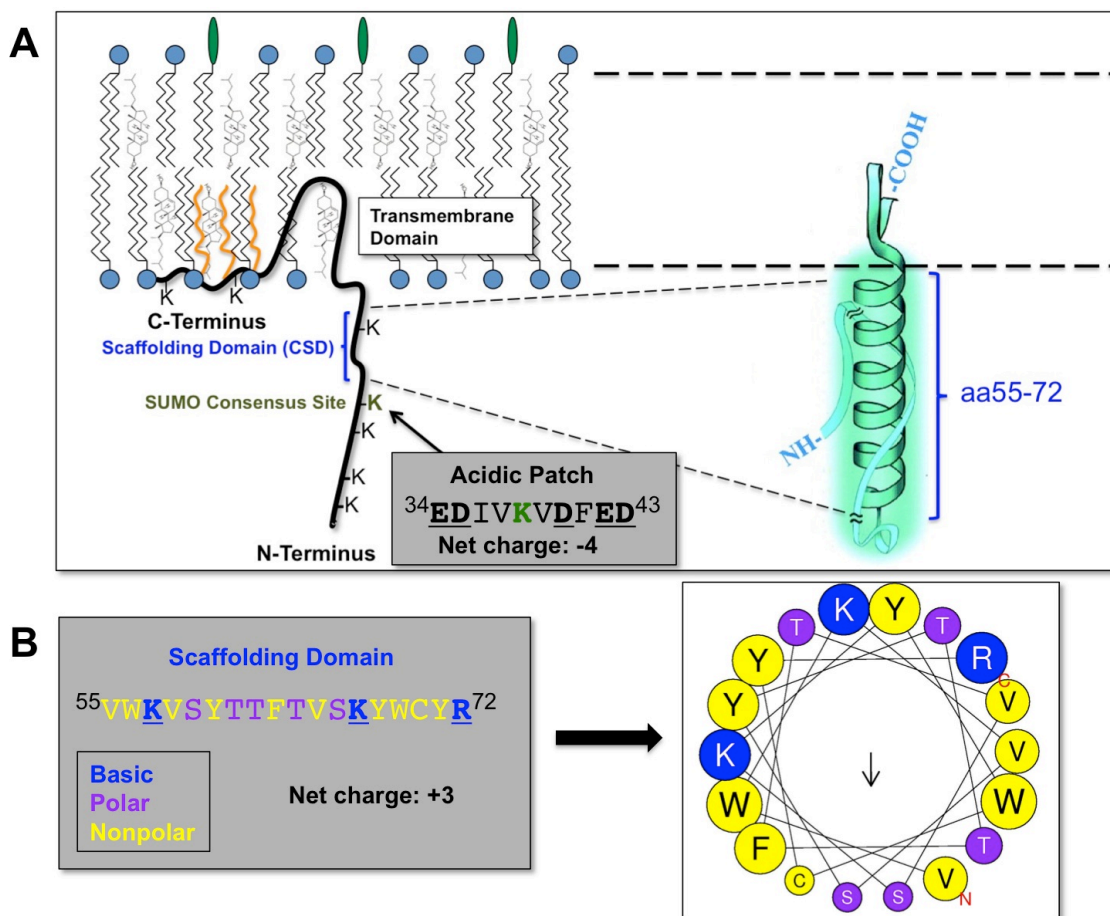 A
Transmembrane
Domain
K
K
C-Terminus
-K
Scaffolding Domain (CSD)
SUMO Consensus Site
-K
-K
-K
-K
N-Terminus
Acidic Patch
34EDIVKVDFED43
Net charge: -4
-COOH
NH-
aa55-72
B
Scaffolding Domain
55VWKVSYTTFTVSKYWCYR72
Basic
Polar
Nonpolar
Net charge: +3
K
Y
T
T
R
C
Y
V
Y
V
K
W
W
T
F
V
N
C
S
S